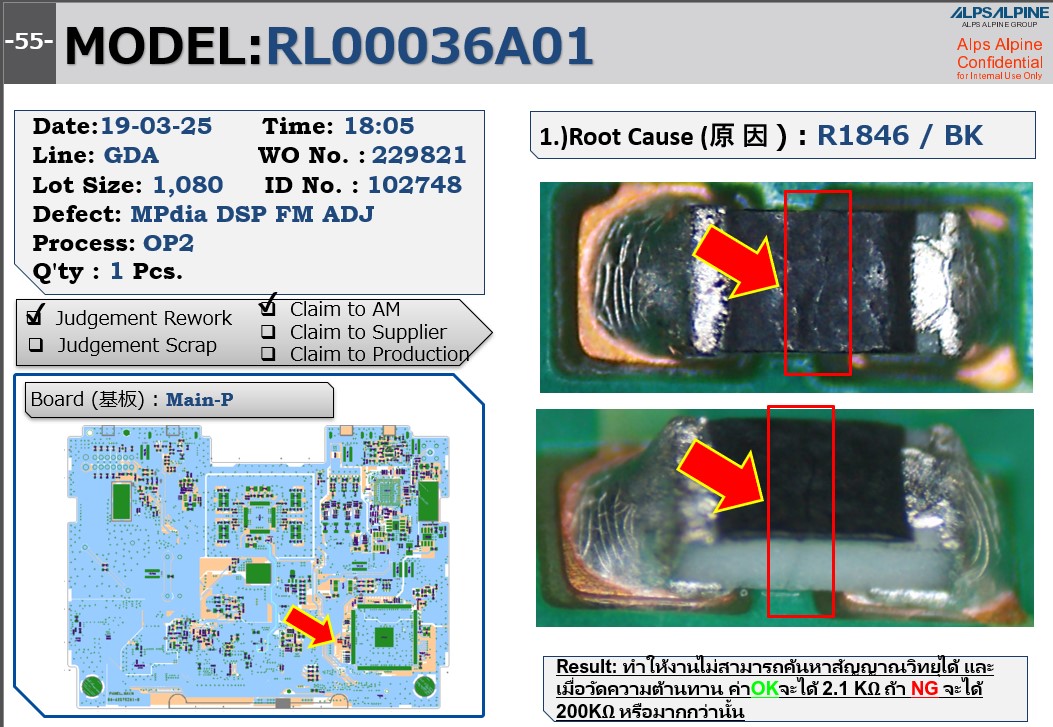 -55- MODEL:RL00036A01
ALPSALPINE
ALPS ALPINE GROUP
Alps Alpine
Confidential
for Internal Use Only
Date:19-03-25 Time: 18:05
Line: GDA WO No. : 229821
Lot Size: 1,080 ID No. : 102748
Defect: MPdia DSP FM ADJ
Process: OP2
Q'ty : 1 Pcs.
Judgement Rework
Judgement Scrap
Claim to AM
Claim to Supplier
Claim to Production
Board (基板) : Main-P
1.)Root Cause (原 因 ) : R1846 / BK
Result: ทำให้งานไม่สามารถค้นหาสัญญาณวิทยุได้ และ
เมื่อวัดความต้านทาน ค่าOKจะได้ 2.1 KΩ ถ้า NG จะได้
200KΩ หรือมากกว่านั้น